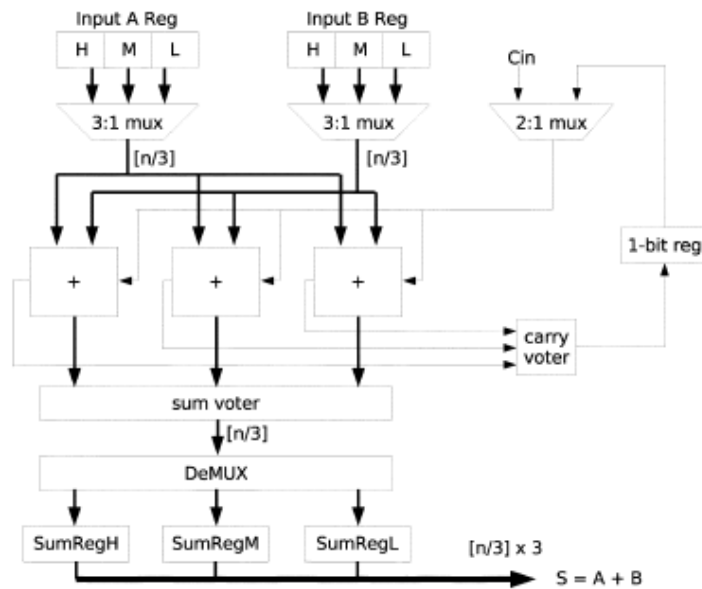 Input A Reg
Input B Reg
H M L
H M L
Cin
3:1 mux
3:1 mux
2:1 mux
[n/3]
[n/3]
1-bit reg
+
+
+
carry
voter
sum voter
[n/3]
DeMUX
SumRegH
SumRegM
SumRegL
[n/3] x 3
S = A + B